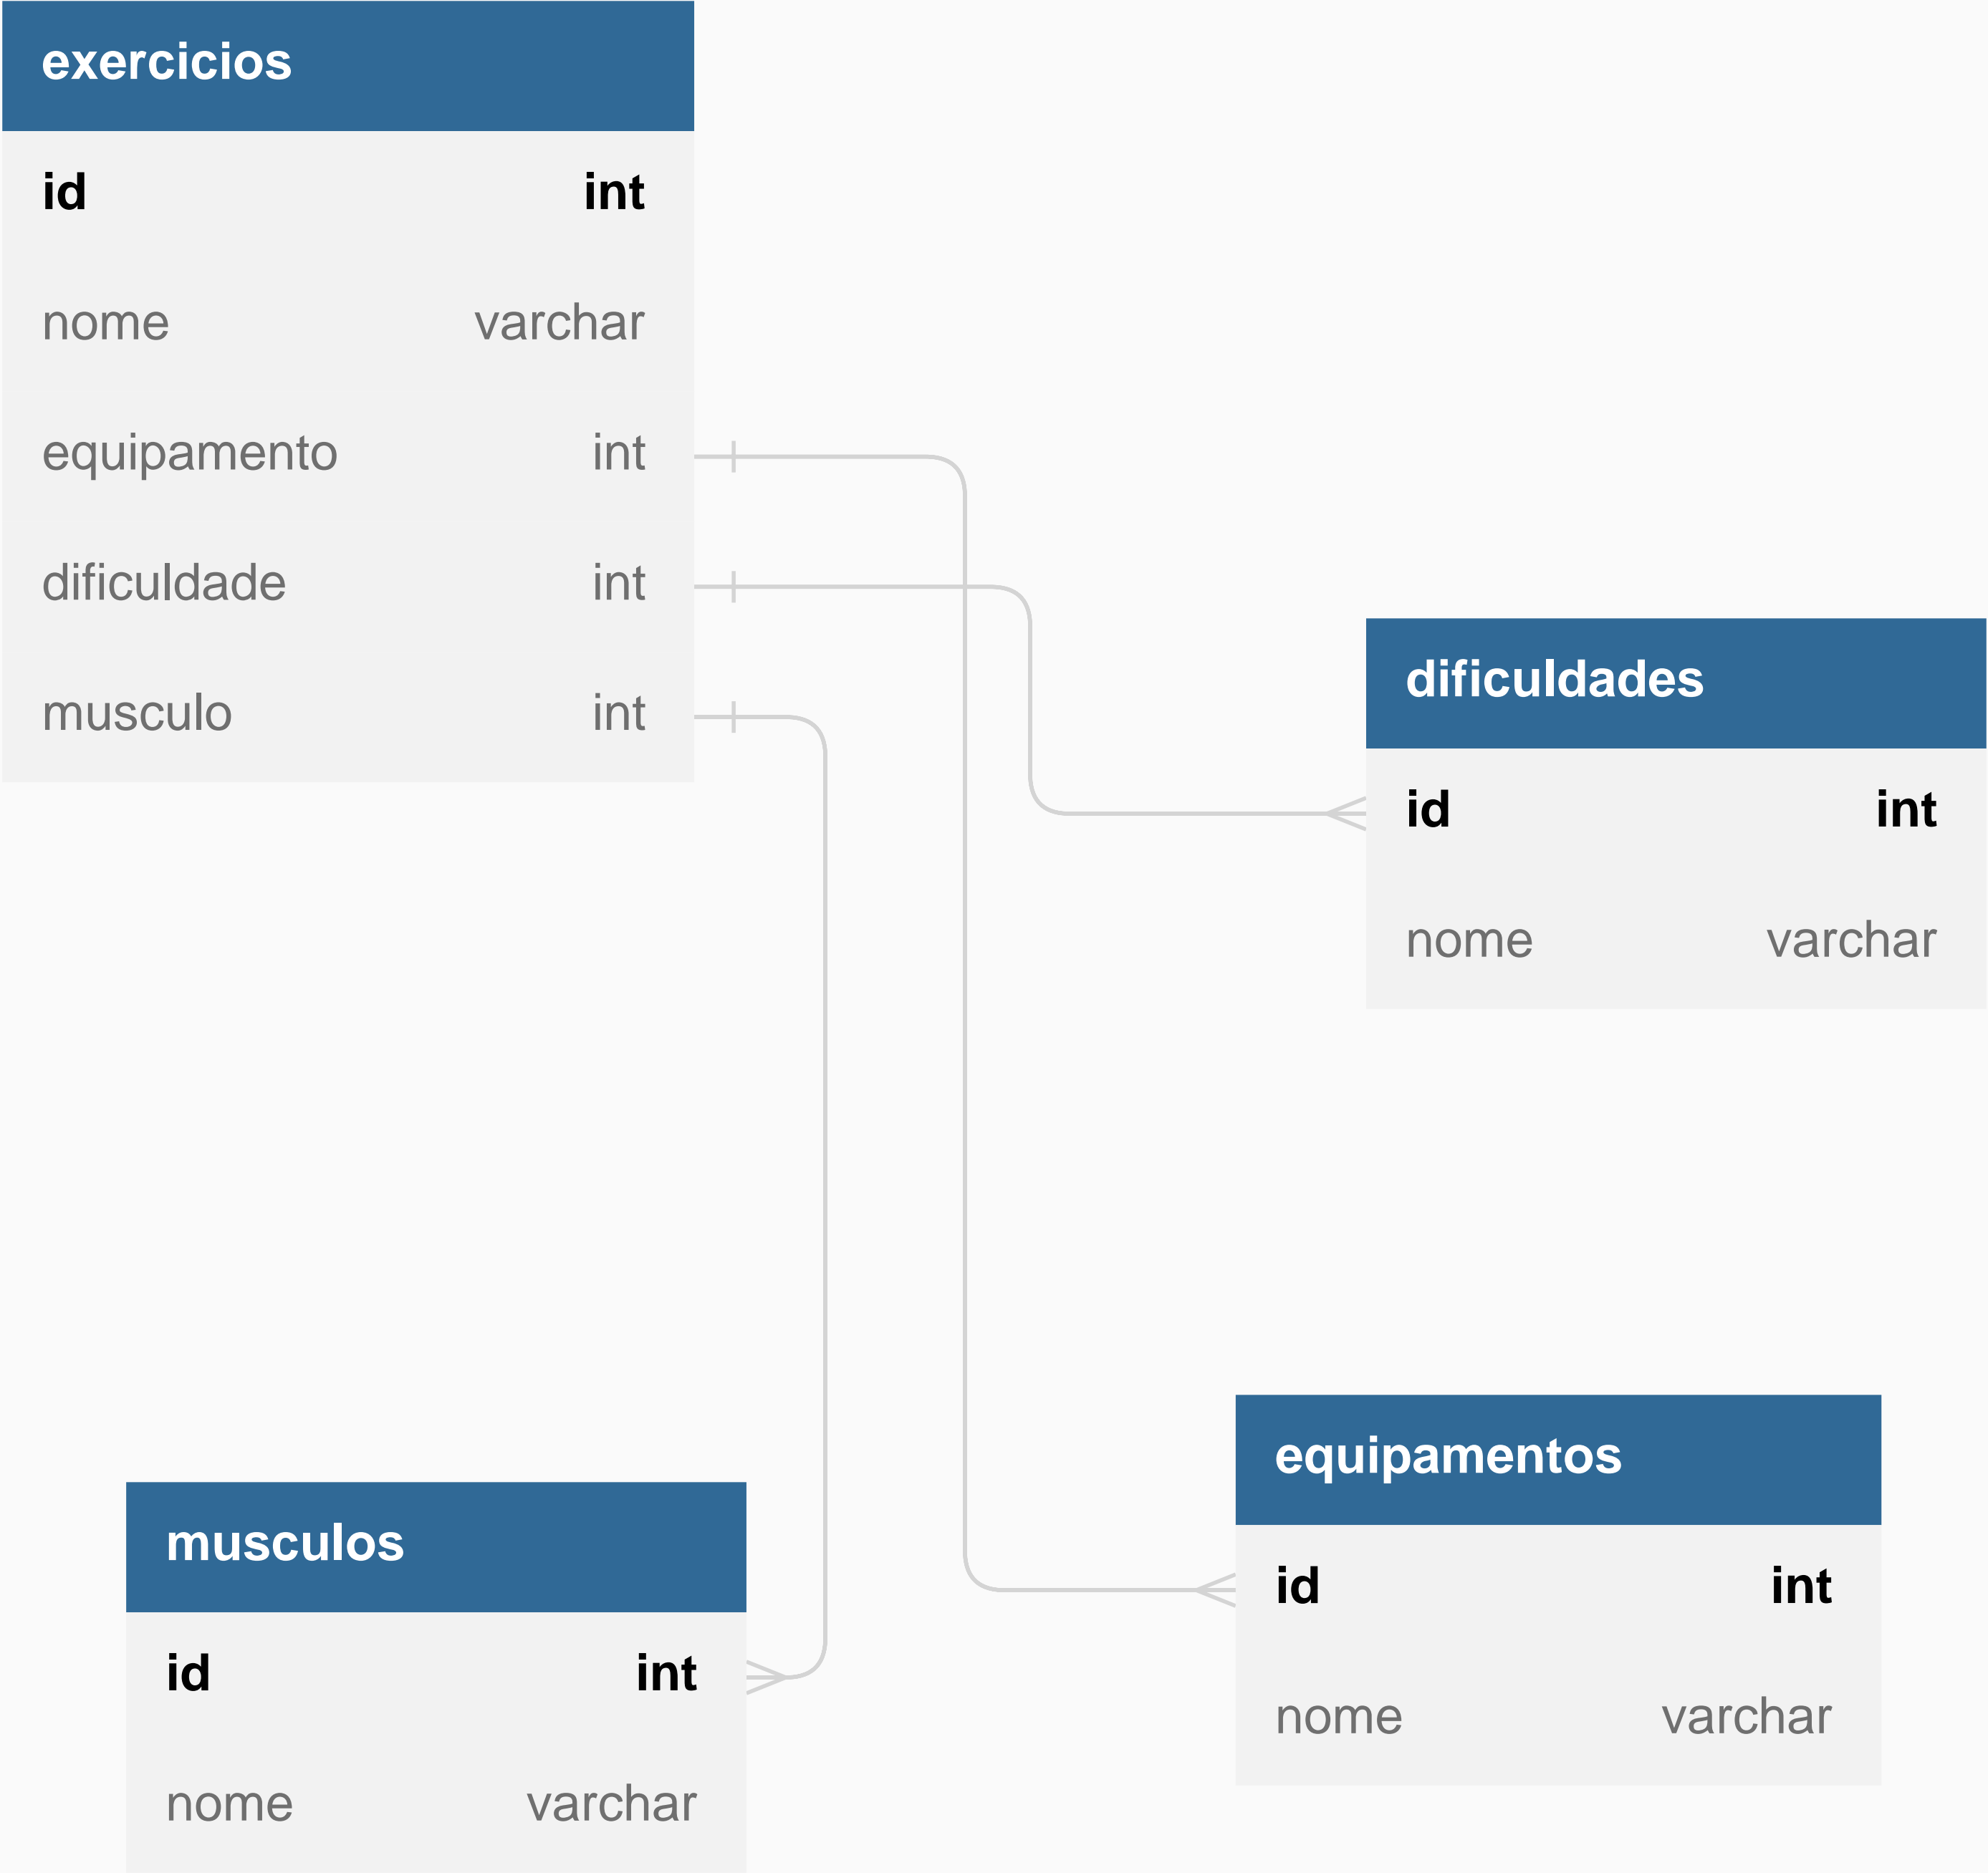 exercicios
id int
nome varchar
equipamento int
dificuldade int
musculo int
dificuldades
id int
nome varchar
equipamentos
id int
nome varchar
musculos
id int
nome varchar